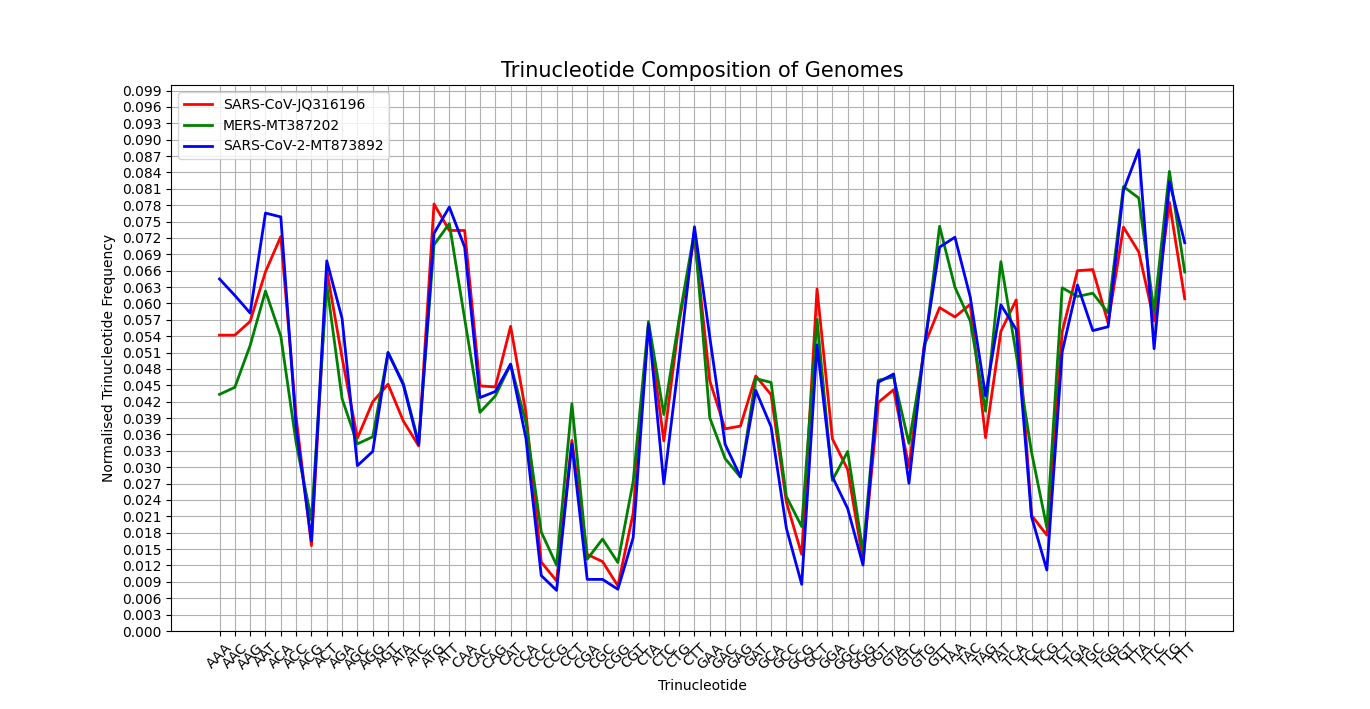 Trinucleotide Composition of Genomes
SARS-CoV-JQ316196
MERS-MT387202
SARS-CoV-2-MT873892
Normalised Trinucleotide Frequency
0.099
0.096
0.093
0.090
0.087
0.084
0.081
0.078
0.075
0.072
0.069
0.066
0.063
0.060
0.057
0.054
0.051
0.048
0.045
0.042
0.039
0.036
0.033
0.030
0.027
0.024
0.021
0.018
0.015
0.012
0.009
0.006
0.003
0.000
AAA
AAC
AAG
AAT
ACA
ACC
ACG
ACT
AGA
AGC
AGG
AGT
ATA
ATC
ATG
ATT
CAA
CAC
CAG
CAT
CCA
CCC
CCG
CCT
CGA
CGC
CGG
CGT
CTA
CTC
CTG
CTT
GAA
GAC
GAG
GAT
GCA
GCC
GCG
GCT
GGA
GGC
GGG
GGT
GTA
GTC
GTG
GTT
TAA
TAC
TAG
TAT
TCA
TCC
TCG
TCT
TGA
TGC
TGG
TGT
TTA
TTC
TTG
TTT
Trinucleotide